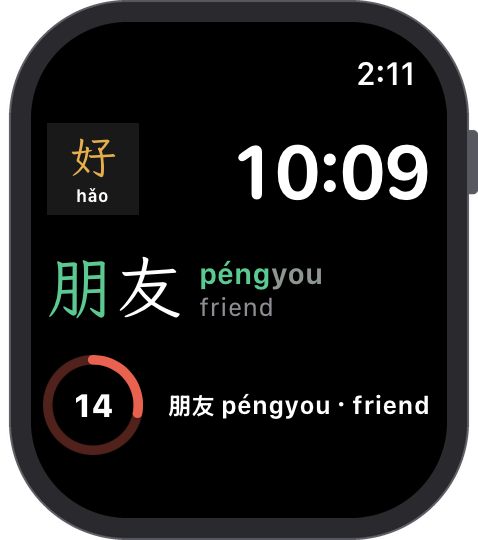 2:11
好
hǎo
10:09
朋友 péngyou
friend
14
朋友 péngyou · friend